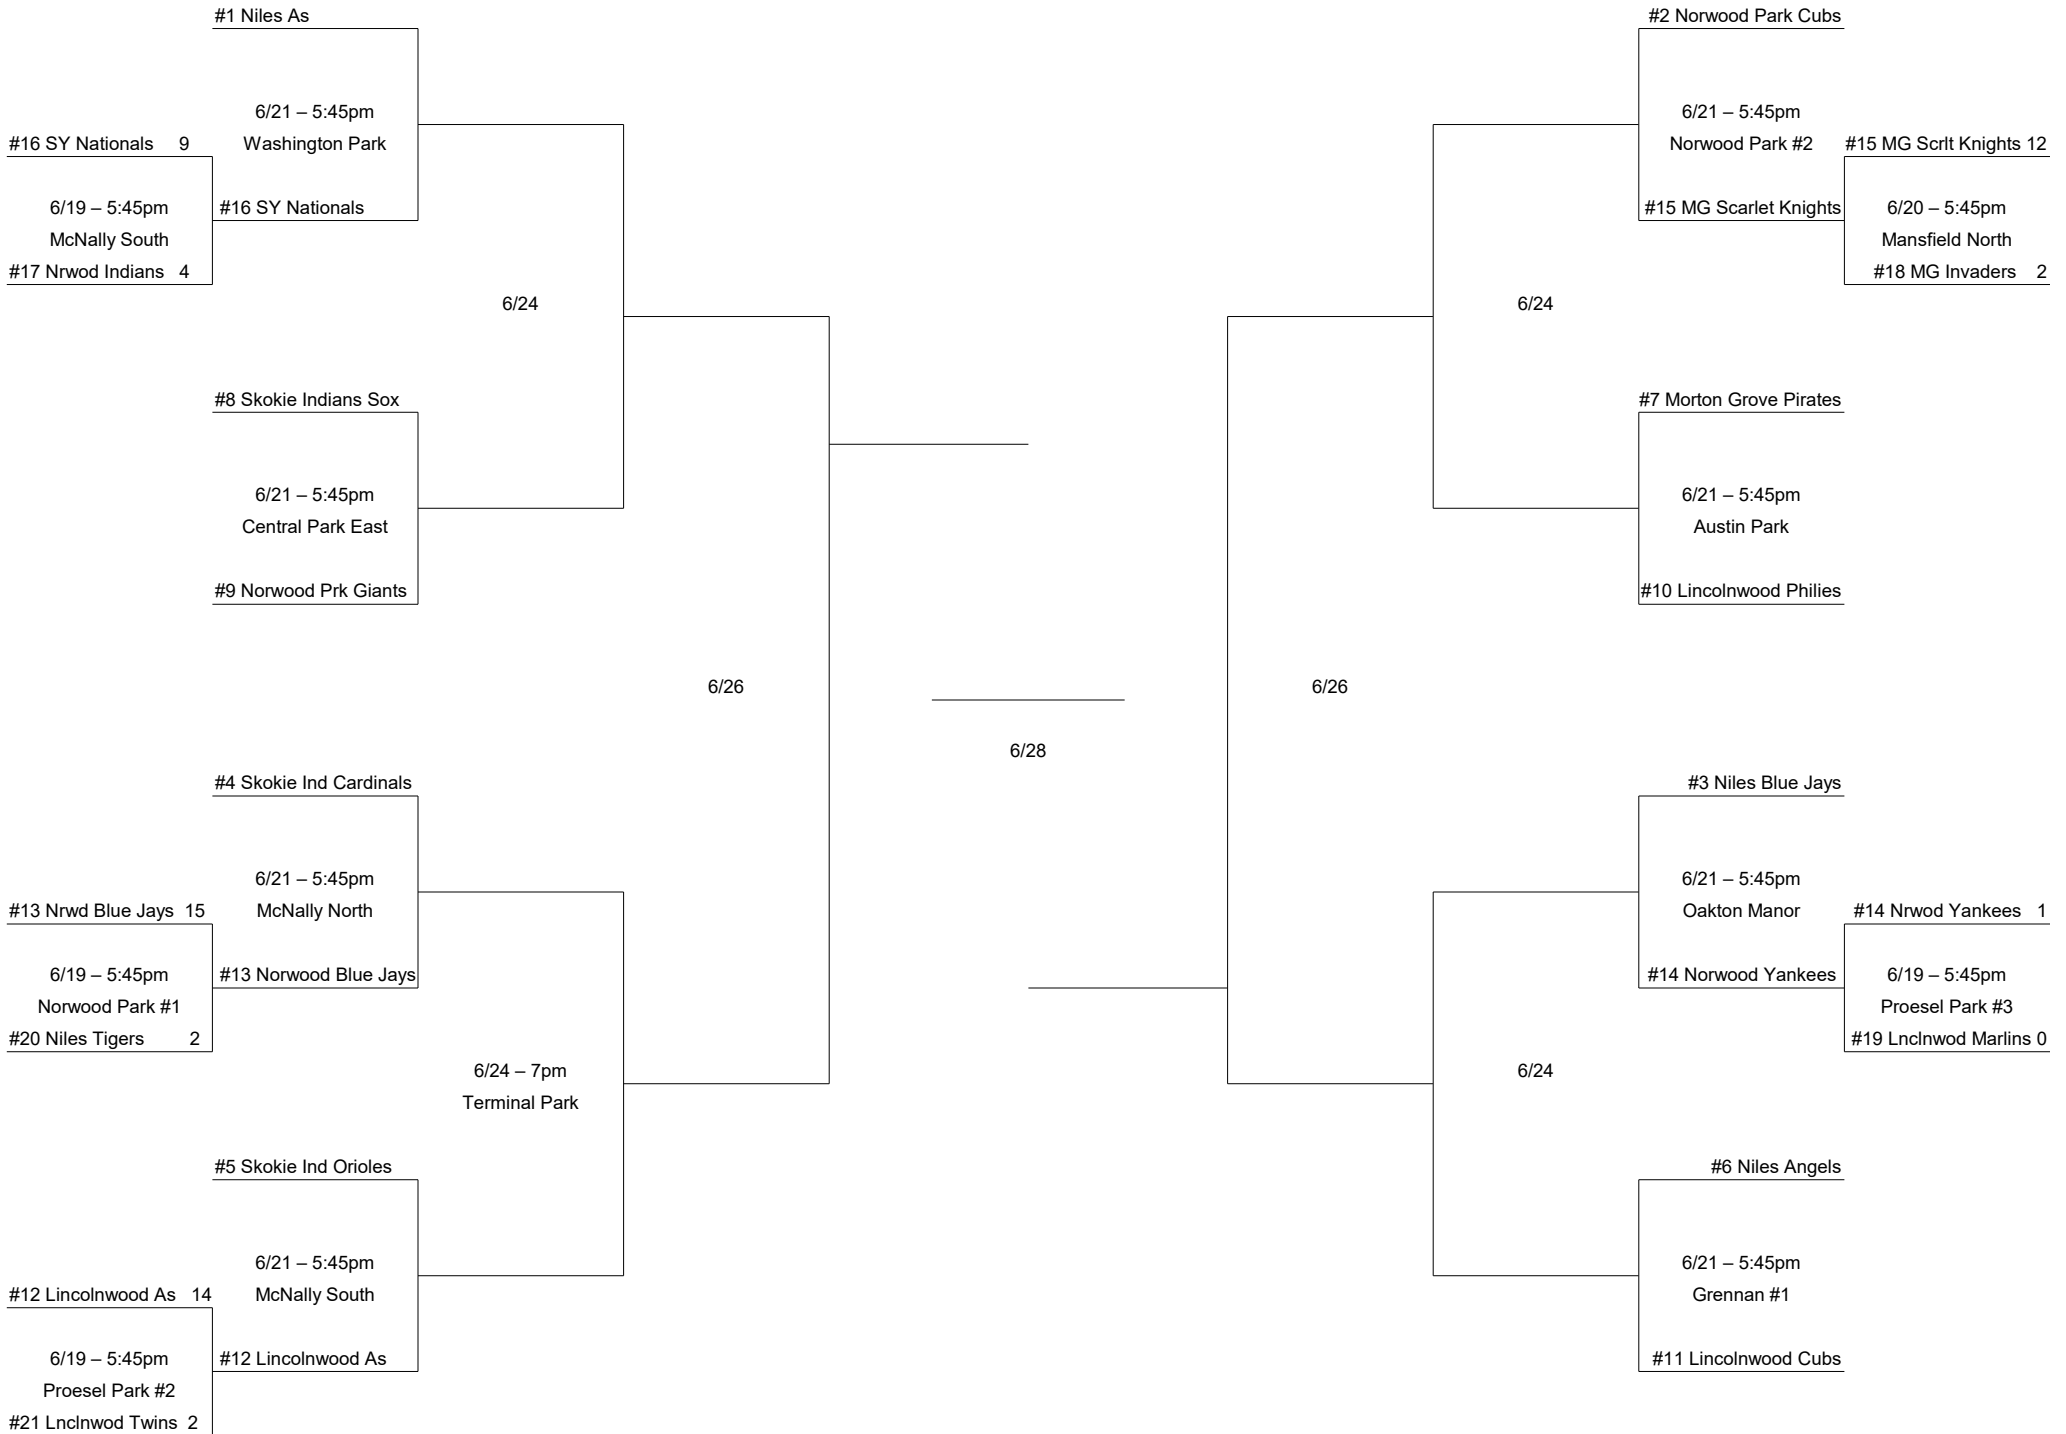 #1 Niles As
6/21 – 5:45pm
Washington Park
#16 SY Nationals 9
6/19 – 5:45pm
McNally South
#17 Nrwod Indians 4
#16 SY Nationals
6/24
#8 Skokie Indians Sox
6/21 – 5:45pm
Central Park East
#9 Norwood Prk Giants
6/26
#4 Skokie Ind Cardinals
6/21 – 5:45pm
McNally North
#13 Nrwd Blue Jays 15
6/19 – 5:45pm
Norwood Park #1
#20 Niles Tigers 2
#13 Norwood Blue Jays
6/24 – 7pm
Terminal Park
#5 Skokie Ind Orioles
6/21 – 5:45pm
McNally South
#12 Lincolnwood As 14
6/19 – 5:45pm
Proesel Park #2
#21 Lnclnwod Twins 2
#12 Lincolnwood As
6/28
#2 Norwood Park Cubs
6/21 – 5:45pm
Norwood Park #2
#15 MG Scrlt Knights 12
6/20 – 5:45pm
Mansfield North
#18 MG Invaders 2
#15 MG Scarlet Knights
6/24
#7 Morton Grove Pirates
6/21 – 5:45pm
Austin Park
#10 Lincolnwood Philies
6/26
#3 Niles Blue Jays
6/21 – 5:45pm
Oakton Manor
#14 Nrwod Yankees 1
6/19 – 5:45pm
Proesel Park #3
#19 Lnclnwod Marlins 0
#14 Norwood Yankees
6/24
#6 Niles Angels
6/21 – 5:45pm
Grennan #1
#11 Lincolnwood Cubs